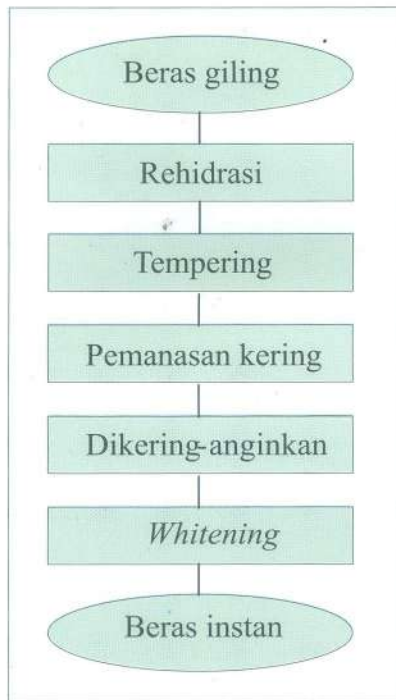 Beras giling
Rehidrasi
Tempering
Pemanasan kering
Dikering-anginkan
Whitening
Beras instan